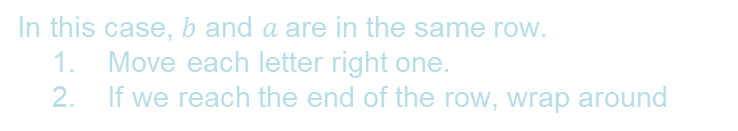 In this case, b and a are in the same row.
1. Move each letter right one.
2. If we reach the end of the row, wrap around